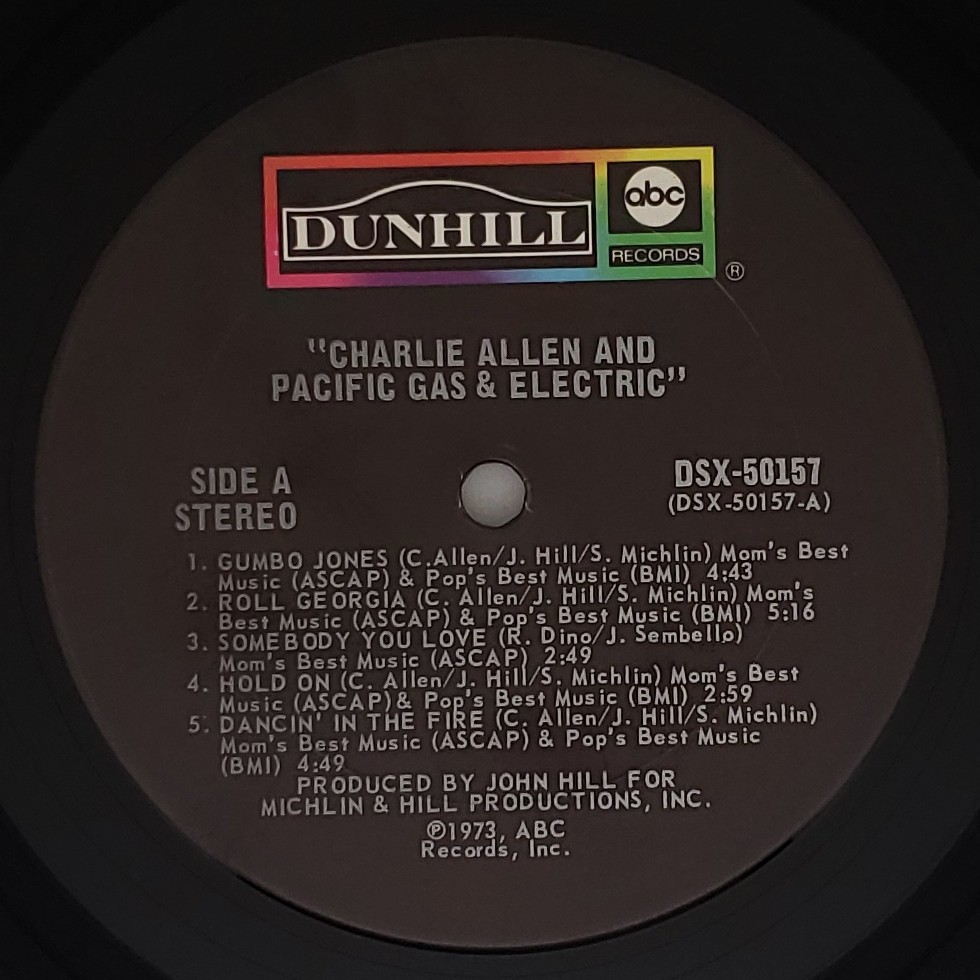 DUNHILL
abc
RECORDS
®
"CHARLIE ALLEN AND
PACIFIC GAS & ELECTRIC"
SIDE A
STEREO
DSX-50157
(DSX-50157-A)
1. GUMBO JONES (C.Allen/J. Hill/S. Michlin) Mom's Best
Music (ASCAP) & Pop's Best Music (BMI) 4:43
2. ROLL GEORGIA (C. Allen/J. Hill/S. Michlin) Mom's
Best Music (ASCAP) & Pop's Best Music (BMI) 5:16
3. SOMEBODY YOU LOVE (R. Dino/J. Sembello)
Mom's Best Music (ASCAP) 2:49
4. HOLD ON (C. Allen/J. Hill/S. Michlin) Mom's Best
Music (ASCAP)& Pop's Best Music (BMI) 2:59
5. DANCIN' IN THE FIRE (C. Allen/J. Hill/S. Michlin)
Mom's Best Music (ASCAP) & Pop's Best Music
(BMI) 4:49
PRODUCED BY JOHN HILL FOR
MICHLIN & HILL PRODUCTIONS, INC.
℗1973, ABC
Records, Inc.